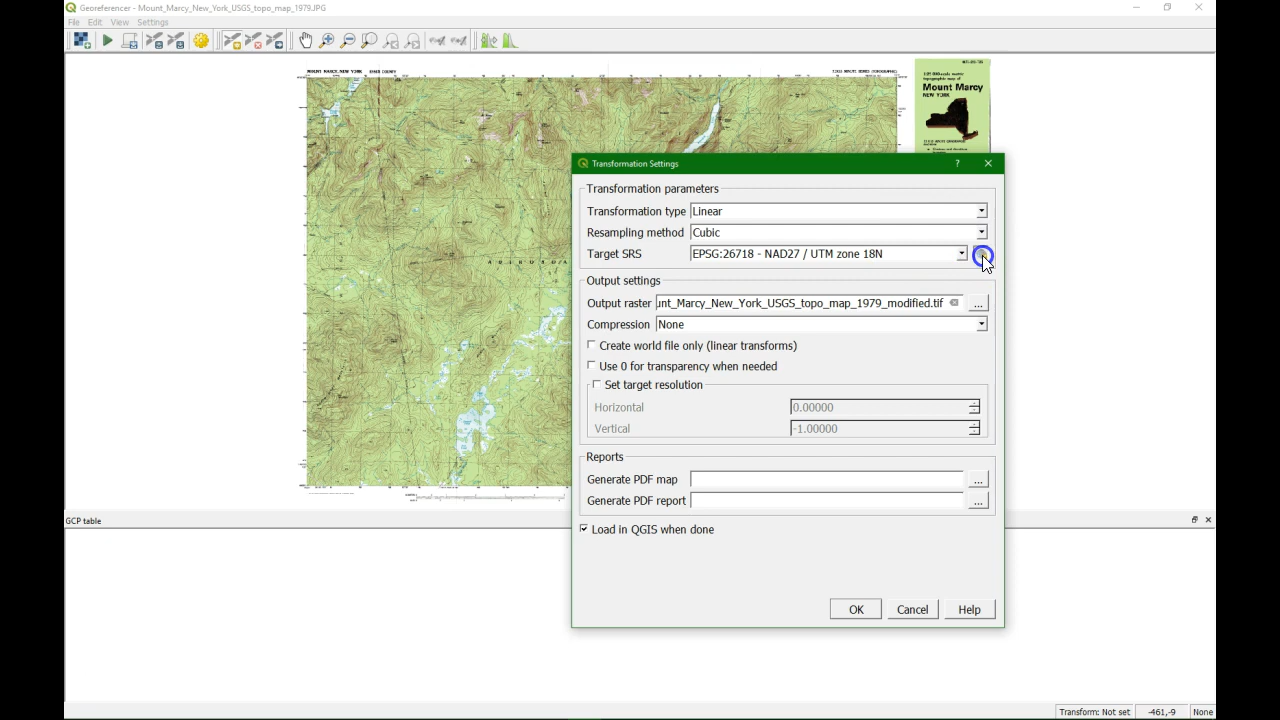 Georeferencer - Mount_Marcy_New_York_USGS_topo_map_1979.JPG
File Edit View Settings
MOUNT MARCY, NEW YORK
Mount Marcy
NEW YORK
Transformation Settings
Transformation parameters
Transformation type Linear
Resampling method Cubic
Target SRS EPSG:26718 - NAD27 / UTM zone 18N
Output settings
Output raster unt_Marcy_New_York_USGS_topo_map_1979_modified.tif ...
Compression None
Create world file only (linear transforms)
Use 0 for transparency when needed
Set target resolution
Horizontal 0.00000
Vertical -1.00000
Reports
Generate PDF map ...
Generate PDF report ...
GCP table
Load in QGIS when done
OK Cancel Help
Transform: Not set -461,-9 None